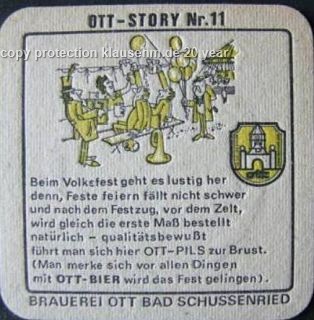 OTT-STORY Nr.11
copy protection klausehm.de-20 year
Beim Volksfest geht es lustig her
denn, Feste feiern fällt nicht schwer
und nach dem Festzug, vor dem Zelt,
wird gleich die erste Maß bestellt
natürlich - qualitätsbewußt
führt man sich hier OTT-PILS zur Brust.
(Man merke sich vor allen Dingen
mit OTT-BIER wird das Fest gelingen).
BRAUEREI OTT BAD SCHUSSENRIED